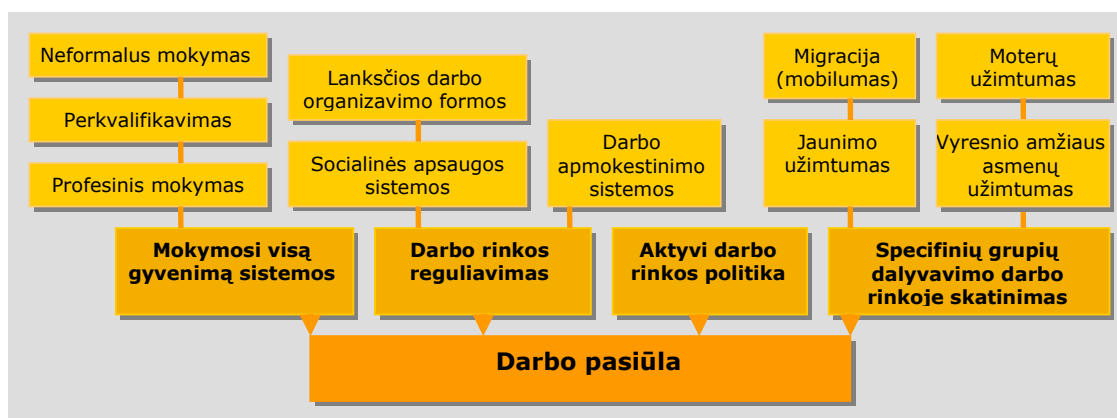 Neformalus mokymas
Perkvalifikavimas
Profesinis mokymas
Lanksčios darbo
organizavimo formos
Socialinės apsaugos
sistemos
Darbo
apmokestinimo
sistemos
Migracija
(mobilumas)
Jaunimo
užimtumas
Moterų
užimtumas
Vyresnio amžiaus
asmenų
užimtumas
Mokymosi visą
gyvenimą sistemos
Darbo rinkos
reguliavimas
Aktyvi darbo
rinkos politika
Specifinių grupių
dalyvavimo darbo
rinkoje skatinimas
Darbo pasiūla